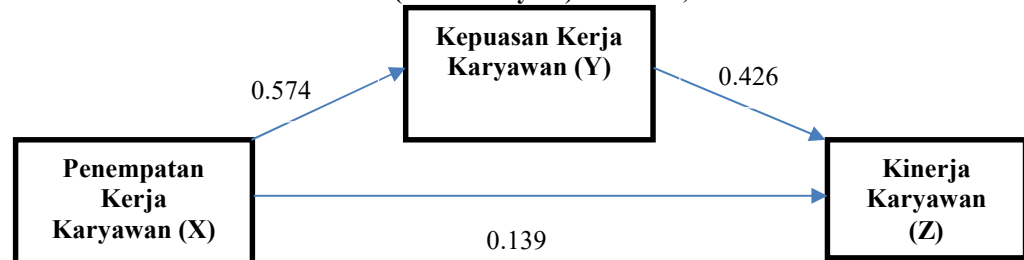 Kepuasan Kerja
Karyawan (Y)
0.574
0.426
Penempatan
Kerja
Karyawan (X)
Kinerja
Karyawan
(Z)
0.139